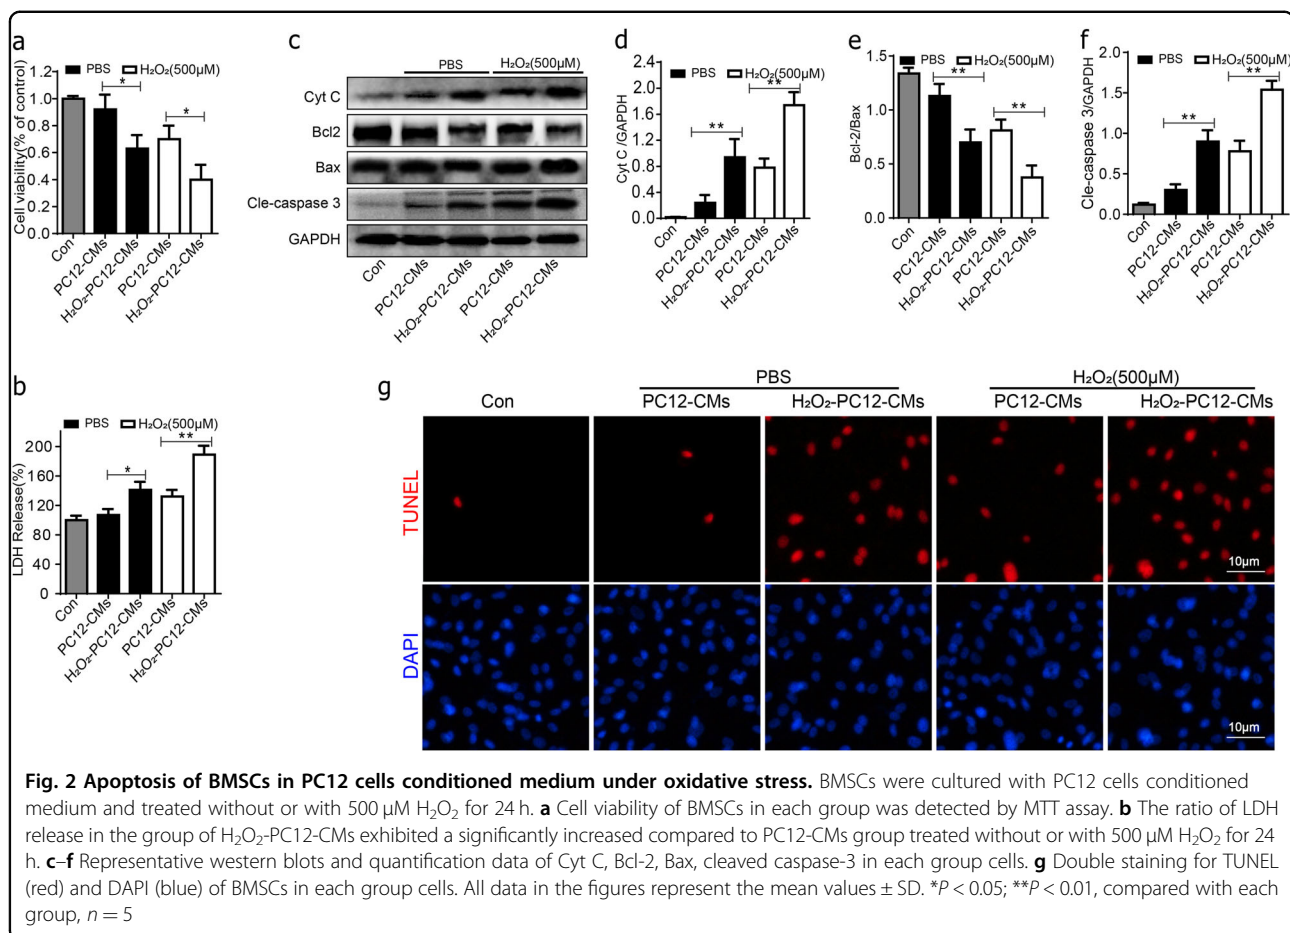 a
PBS
H₂O₂(500μM)
Cell viability(% of control)
1.2
1.0
0.8
0.6
0.4
0.2
0.0
*
*
Con
PC12-CMs
H₂O₂-PC12-CMs
PC12-CMs
H₂O₂-PC12-CMs
c
PBS
H₂O₂(500μM)
Cyt C
Bcl2
Bax
Cle-caspase 3
GAPDH
Con
PC12-CMs
H₂O₂-PC12-CMs
PC12-CMs
H₂O₂-PC12-CMs
d
PBS
H₂O₂(500μM)
Cyt C /GAPDH
2.4
2.0
1.6
1.2
0.8
0.4
0.0
**
**
Con
PC12-CMs
H₂O₂-PC12-CMs
PC12-CMs
H₂O₂-PC12-CMs
e
PBS
H₂O₂(500μM)
Bcl-2/Bax
1.5
1.0
0.5
0.0
**
**
Con
PC12-CMs
H₂O₂-PC12-CMs
PC12-CMs
H₂O₂-PC12-CMs
f
PBS
H₂O₂(500μM)
Cle-caspase 3/GAPDH
2.0
1.5
1.0
0.5
0.0
**
**
Con
PC12-CMs
H₂O₂-PC12-CMs
PC12-CMs
H₂O₂-PC12-CMs
b
PBS
H₂O₂(500μM)
LDH Release(%)
200
160
120
80
40
0
*
**
Con
PC12-CMs
H₂O₂-PC12-CMs
PC12-CMs
H₂O₂-PC12-CMs
g
PBS
H₂O₂(500μM)
Con
PC12-CMs
H₂O₂-PC12-CMs
PC12-CMs
H₂O₂-PC12-CMs
TUNEL
10μm
DAPI
10μm
Fig. 2 Apoptosis of BMSCs in PC12 cells conditioned medium under oxidative stress. BMSCs were cultured with PC12 cells conditioned
medium and treated without or with 500 μM H₂O₂ for 24 h. a Cell viability of BMSCs in each group was detected by MTT assay. b The ratio of LDH
release in the group of H₂O₂-PC12-CMs exhibited a significantly increased compared to PC12-CMs group treated without or with 500 μM H₂O₂ for 24
h. c–f Representative western blots and quantification data of Cyt C, Bcl-2, Bax, cleaved caspase-3 in each group cells. g Double staining for TUNEL
(red) and DAPI (blue) of BMSCs in each group cells. All data in the figures represent the mean values ± SD. *P < 0.05; **P < 0.01, compared with each
group, n = 5